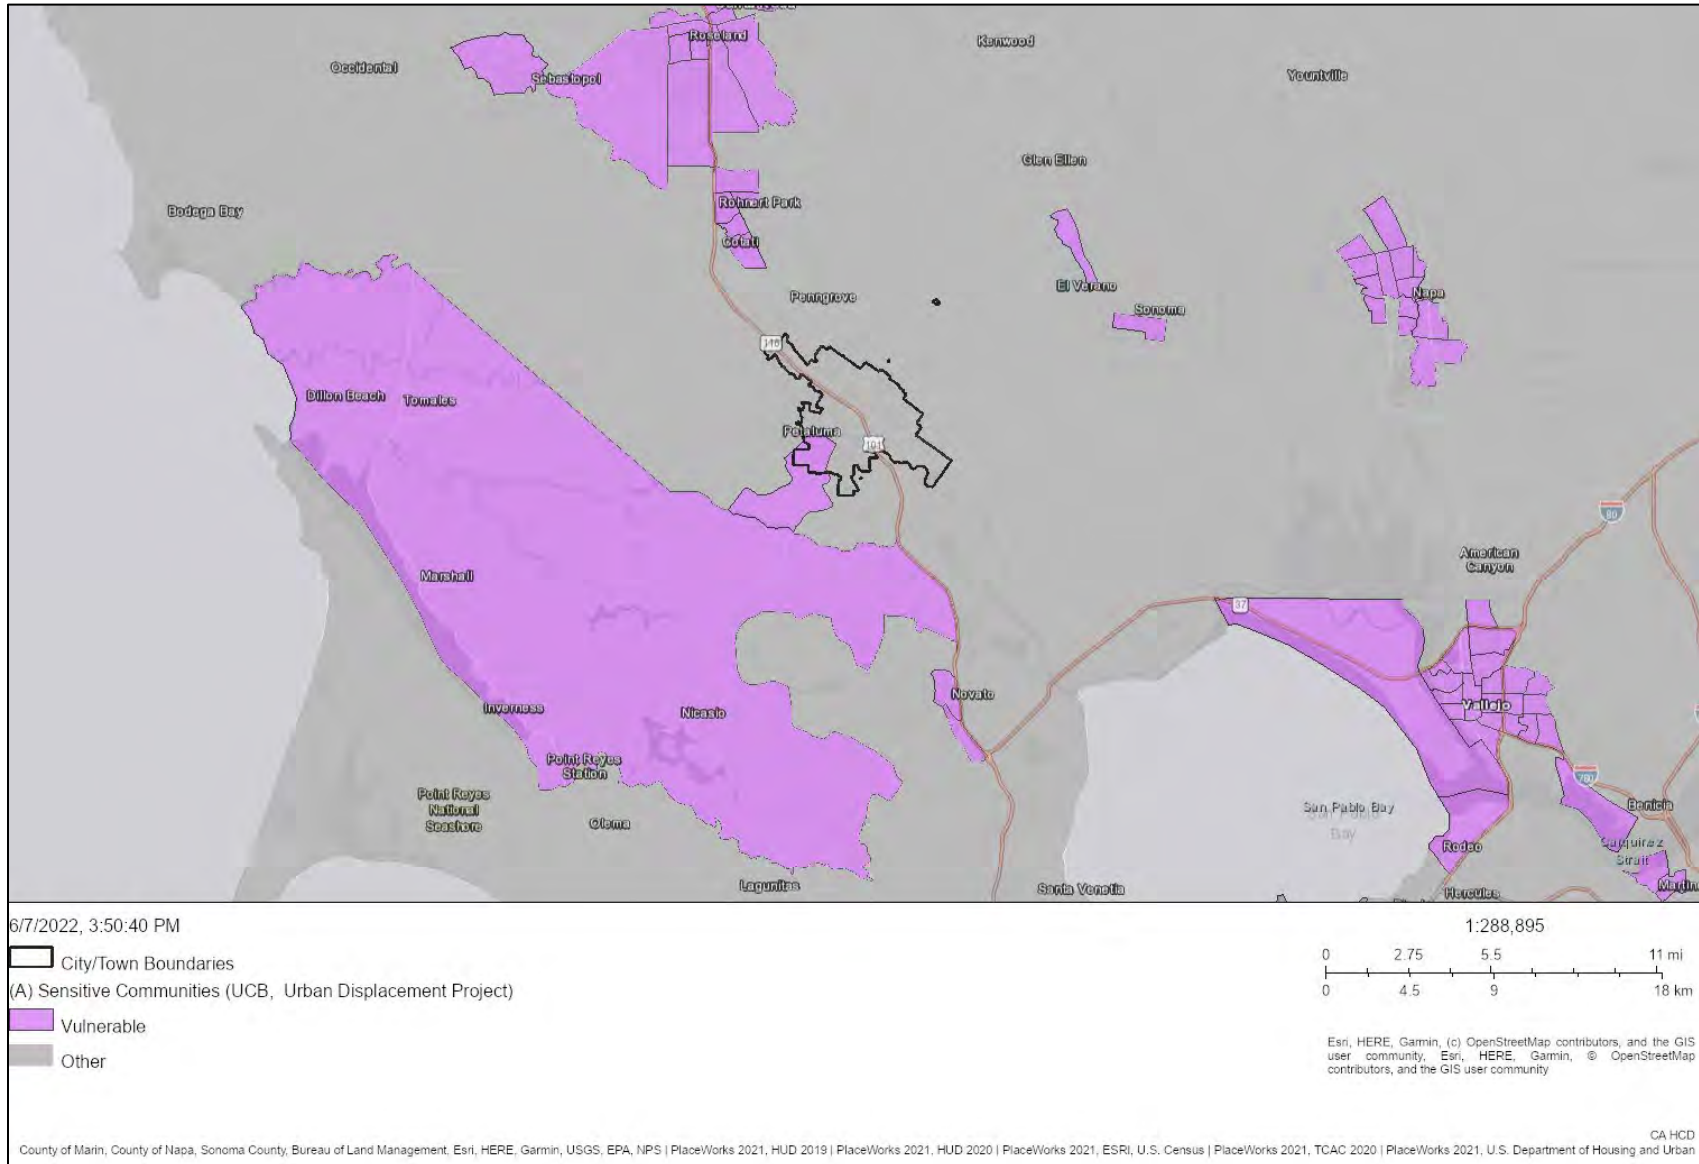 Roseland
Kenwood
Occidental
Sebastopol
Yountville
Glen Ellen
Bodega Bay
Rohnert Park
Cotati
El Verano
Napa
Penngrove
Sonoma
116
Dillon Beach
Tomales
Petaluma
101
80
American
Canyon
Marshall
37
Novato
Inverness
Nicasio
Vallejo
Point Reyes
Station
780
Point Reyes
National
Seashore
Olema
San Pablo Bay
San Pablo
Bay
Benicia
Rodeo
Carquinez
Strait
Lagunitas
Santa Venetia
Hercules
Martin
6/7/2022, 3:50:40 PM
1:288,895
City/Town Boundaries
(A) Sensitive Communities (UCB, Urban Displacement Project)
Vulnerable
Other
0 2.75 5.5 11 mi
0 4.5 9 18 km
Esri, HERE, Garmin, (c) OpenStreetMap contributors, and the GIS
user community, Esri, HERE, Garmin, © OpenStreetMap
contributors, and the GIS user community
CA HCD
County of Marin, County of Napa, Sonoma County, Bureau of Land Management, Esri, HERE, Garmin, USGS, EPA, NPS | PlaceWorks 2021, HUD 2019 | PlaceWorks 2021, HUD 2020 | PlaceWorks 2021, ESRI, U.S. Census | PlaceWorks 2021, TCAC 2020 | PlaceWorks 2021, U.S. Department of Housing and Urban